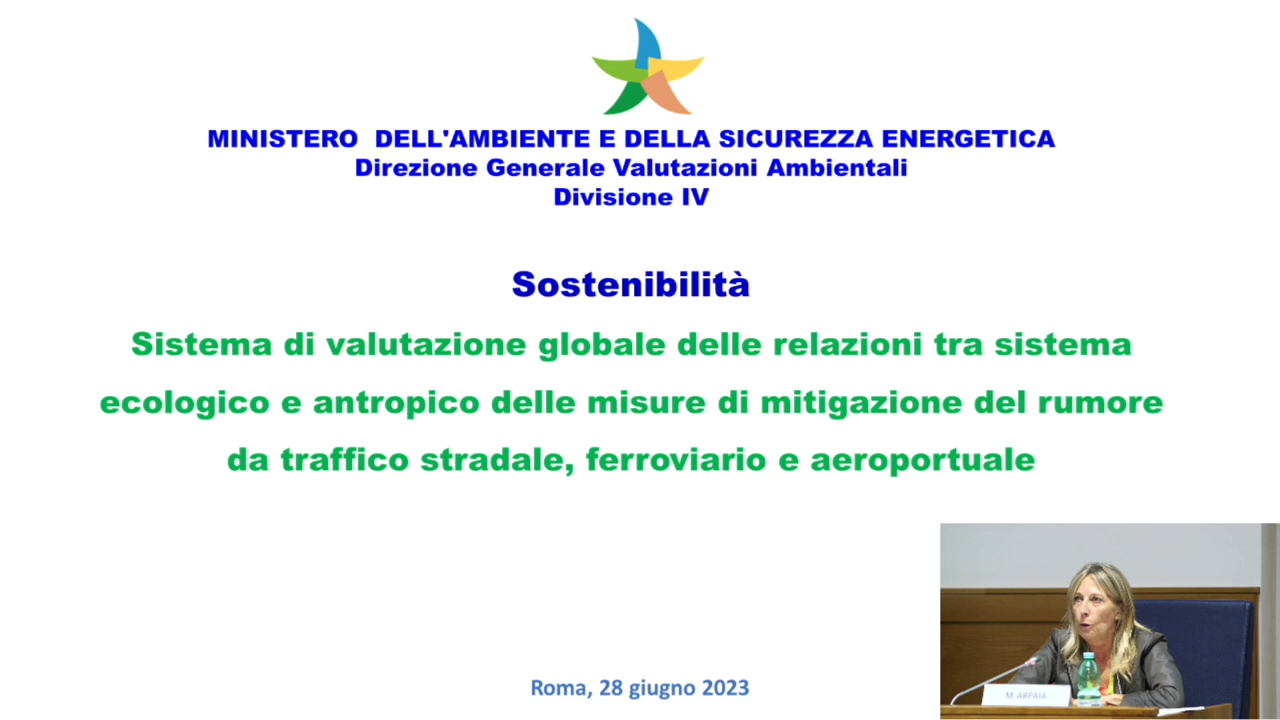 MINISTERO DELL'AMBIENTE E DELLA SICUREZZA ENERGETICA
Direzione Generale Valutazioni Ambientali
Divisione IV
Sostenibilità
Sistema di valutazione globale delle relazioni tra sistema
ecologico e antropico delle misure di mitigazione del rumore
da traffico stradale, ferroviario e aeroportuale
Roma, 28 giugno 2023
M. ARPAIA